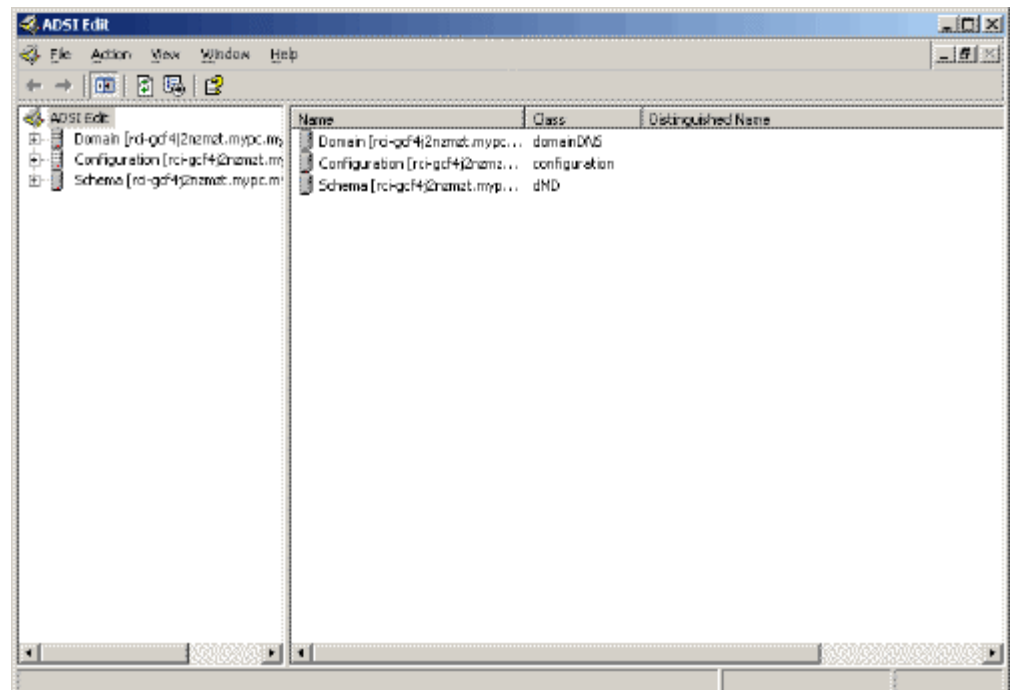 ADSI Edit
File Action View Window Help
ADSI Edit
Domain [rci-gcf4j2nzmzt.mypc.my
Configuration [rci-gcf4j2nzmzt.my
Schema [rci-gcf4j2nzmzt.mypc.m
Name Class Distinguished Name
Domain [rci-gcf4j2nzmzt.mypc... domainDNS
Configuration [rci-gcf4j2nzmz... configuration
Schema [rci-gcf4j2nzmzt.myp... dMD